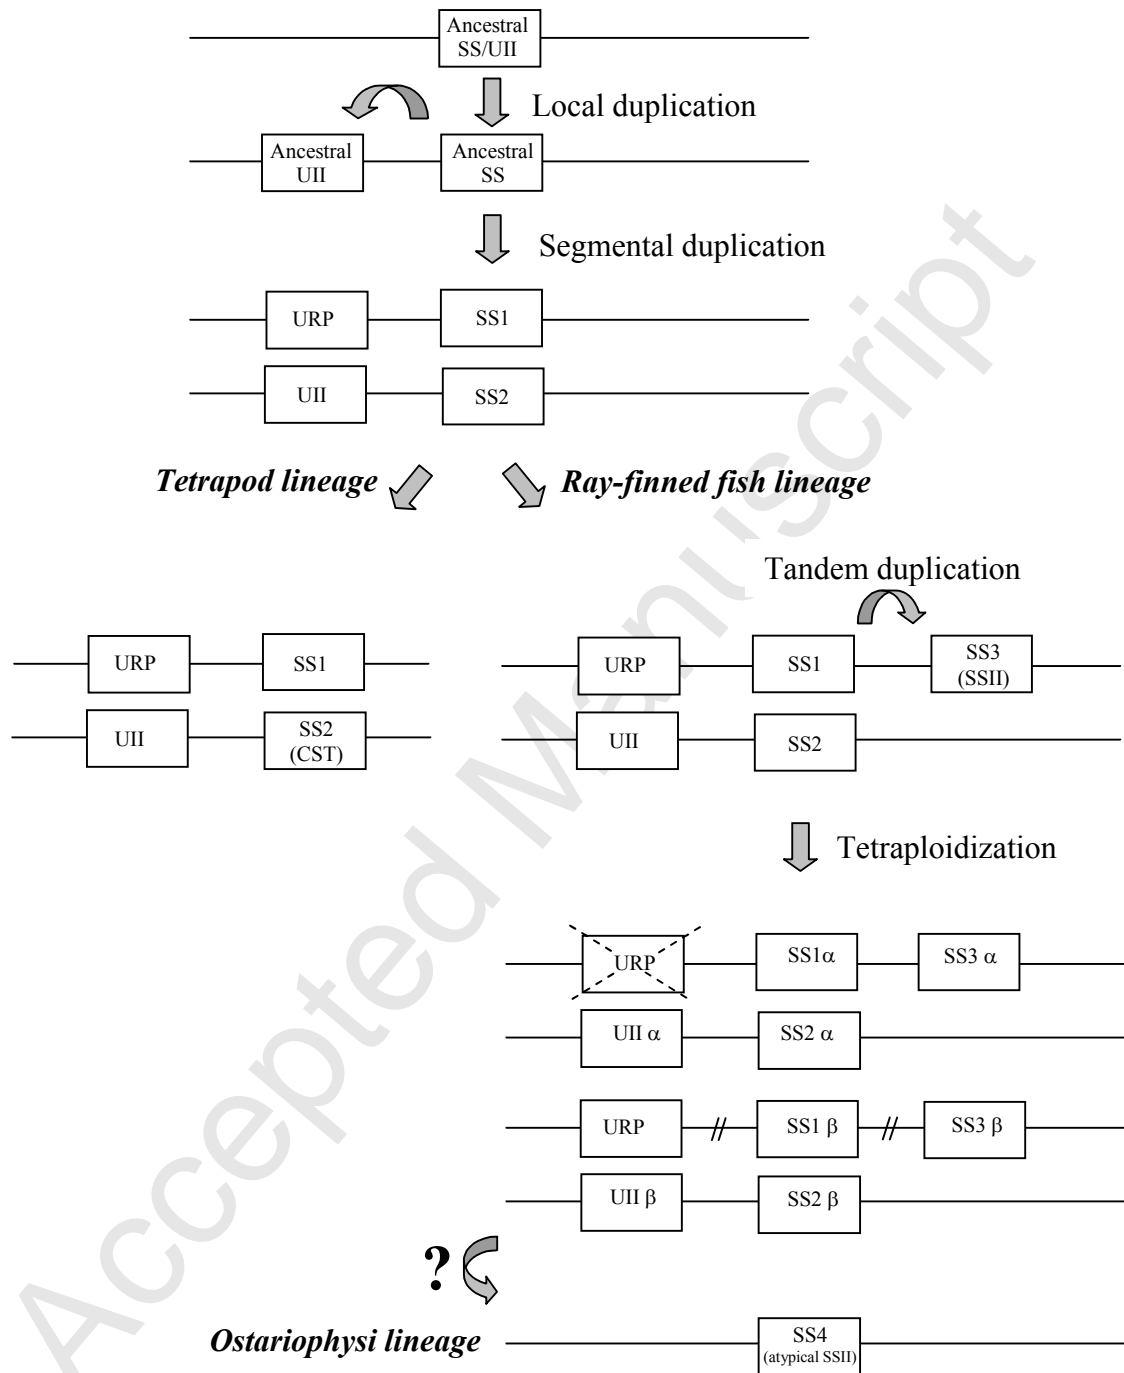 Ancestral
SS/UII
Local duplication
Ancestral
UII
Ancestral
SS
Segmental duplication
URP
SS1
UII
SS2
Tetrapod lineage
Ray-finned fish lineage
Tandem duplication
URP
SS1
URP
SS1
SS3
(SSII)
UII
SS2
(CST)
UII
SS2
Tetraploidization
URP
SS1α
SS3 α
UII α
SS2 α
URP
//
SS1 β
//
SS3 β
UII β
SS2 β
?
Ostariophysi lineage
SS4
(atypical SSII)
Accepted Manuscript